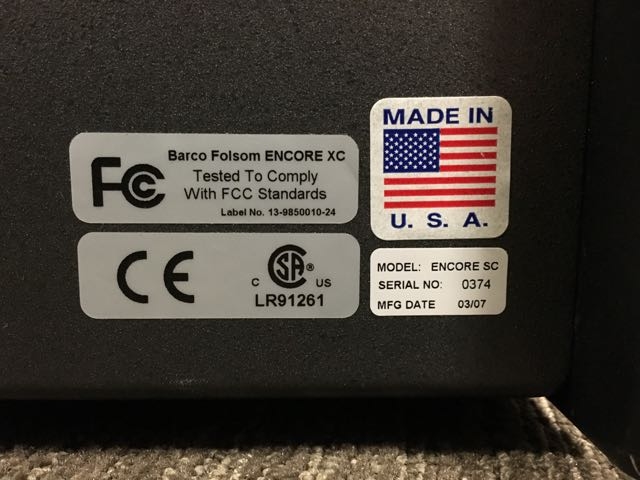 FC
Barco Folsom ENCORE XC
Tested To Comply
With FCC Standards
Label No. 13-9850010-24
MADE IN
U. S. A.
CE
C SA ® US
LR91261
MODEL: ENCORE SC
SERIAL NO: 0374
MFG DATE 03/07